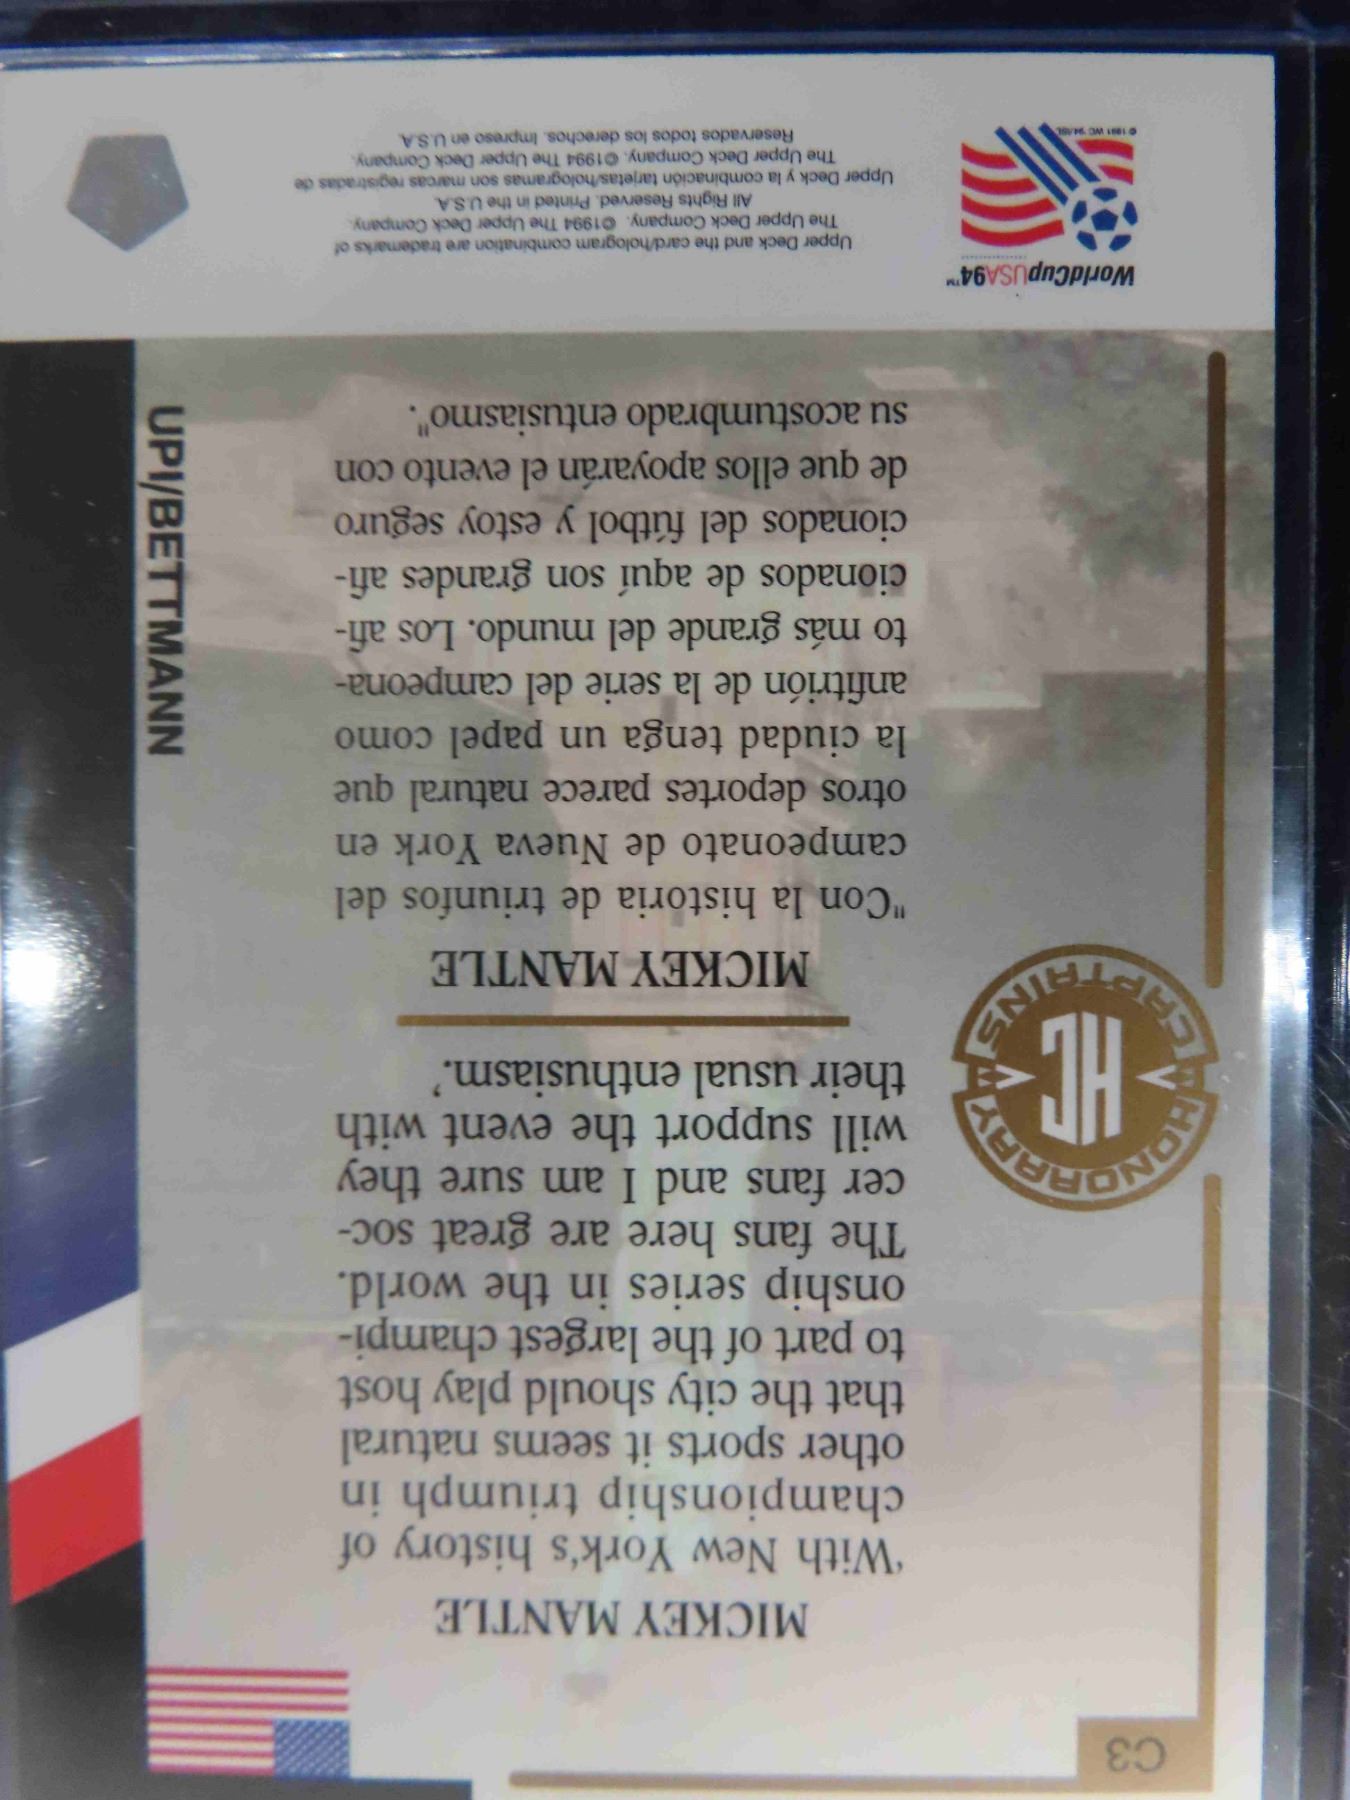 C3
MICKEY MANTLE
'With New York's history of
championship triumph in
other sports it seems natural
that the city should play host
to part of the largest champi-
onship series in the world.
The fans here are great soc-
cer fans and I am sure they
will support the event with
their usual enthusiasm.'
HONORARY
HC
CAPTAINS
MICKEY MANTLE
"Con la historia de triunfos del
campeonato de Nueva York en
otros deportes parece natural que
la ciudad tenga un papel como
anfitrión de la serie del campeona-
to más grande del mundo. Los afi-
cionados de aquí son grandes afi-
cionados del fútbol y estoy seguro
de que ellos apoyarán el evento con
su acostumbrado entusiasmo".
UPI/BETTMANN
WorldCupUSA94™
© 1991 WC '94/ISL
Upper Deck and the card/hologram combination are trademarks of
The Upper Deck Company. ©1994 The Upper Deck Company.
All Rights Reserved. Printed in the U.S.A.
Upper Deck y la combinación tarjetas/hologramas son marcas registradas de
The Upper Deck Company. ©1994 The Upper Deck Company.
Reservados todos los derechos. Impreso en U.S.A.